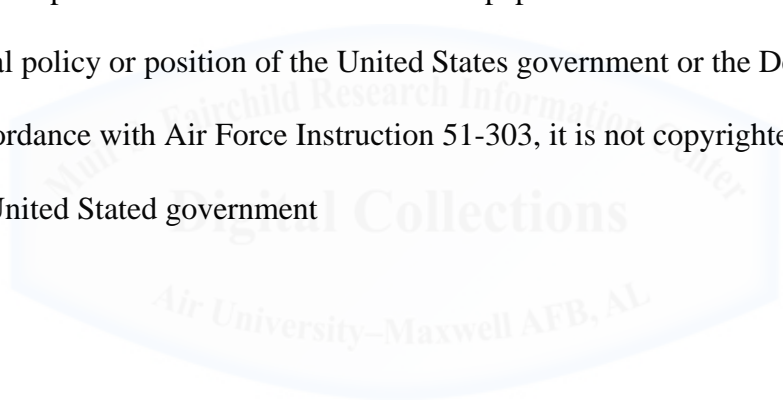 al policy or position of the United States government or the D
ordance with Air Force Instruction 51-303, it is not copyrighte
United Stated government
Muir Fairchild Research Information Center
Digital Collections
Air University–Maxwell AFB, AL